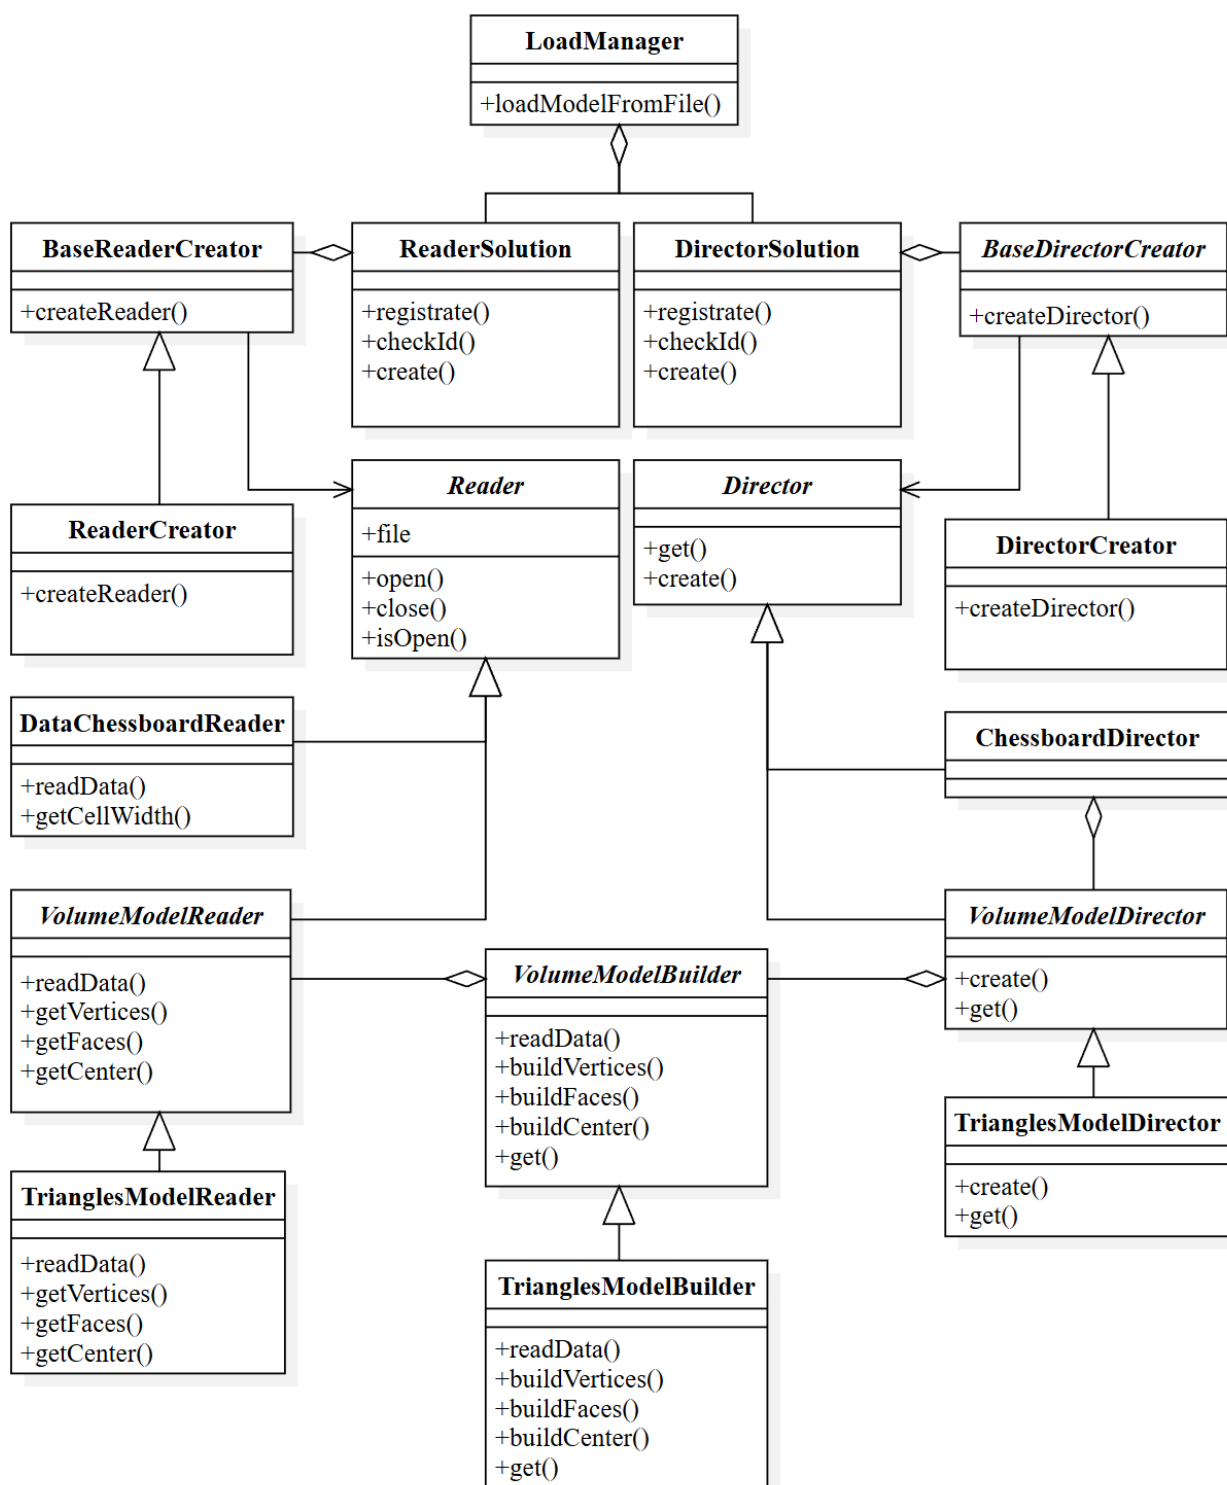 LoadManager
+loadModelFromFile()
BaseReaderCreator
+createReader()
ReaderSolution
+registrate()
+checkId()
+create()
DirectorSolution
+registrate()
+checkId()
+create()
BaseDirectorCreator
+createDirector()
ReaderCreator
+createReader()
Reader
+file
+open()
+close()
+isOpen()
Director
+get()
+create()
DirectorCreator
+createDirector()
DataChessboardReader
+readData()
+getCellWidth()
ChessboardDirector
VolumeModelReader
+readData()
+getVertices()
+getFaces()
+getCenter()
VolumeModelBuilder
+readData()
+buildVertices()
+buildFaces()
+buildCenter()
+get()
VolumeModelDirector
+create()
+get()
TrianglesModelReader
+readData()
+getVertices()
+getFaces()
+getCenter()
TrianglesModelBuilder
+readData()
+buildVertices()
+buildFaces()
+buildCenter()
+get()
TrianglesModelDirector
+create()
+get()